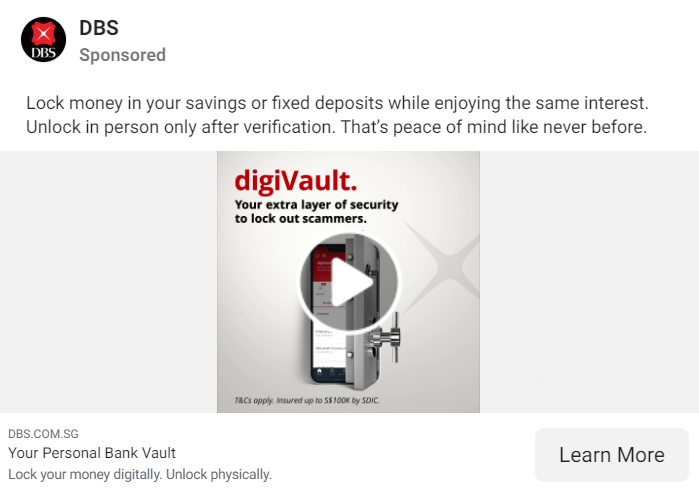 DBS
DBS
Sponsored
Lock money in your savings or fixed deposits while enjoying the same interest.
Unlock in person only after verification. That's peace of mind like never before.
digiVault.
Your extra layer of security
to lock out scammers.
T&Cs apply. Insured up to S$100K by SDIC.
DBS.COM.SG
Your Personal Bank Vault
Lock your money digitally. Unlock physically.
Learn More